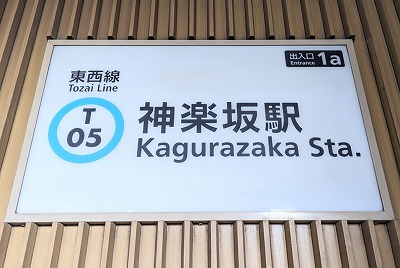 出入口
Entrance
1a
東西線
Tozai Line
T
05
神楽坂駅
Kagurazaka Sta.